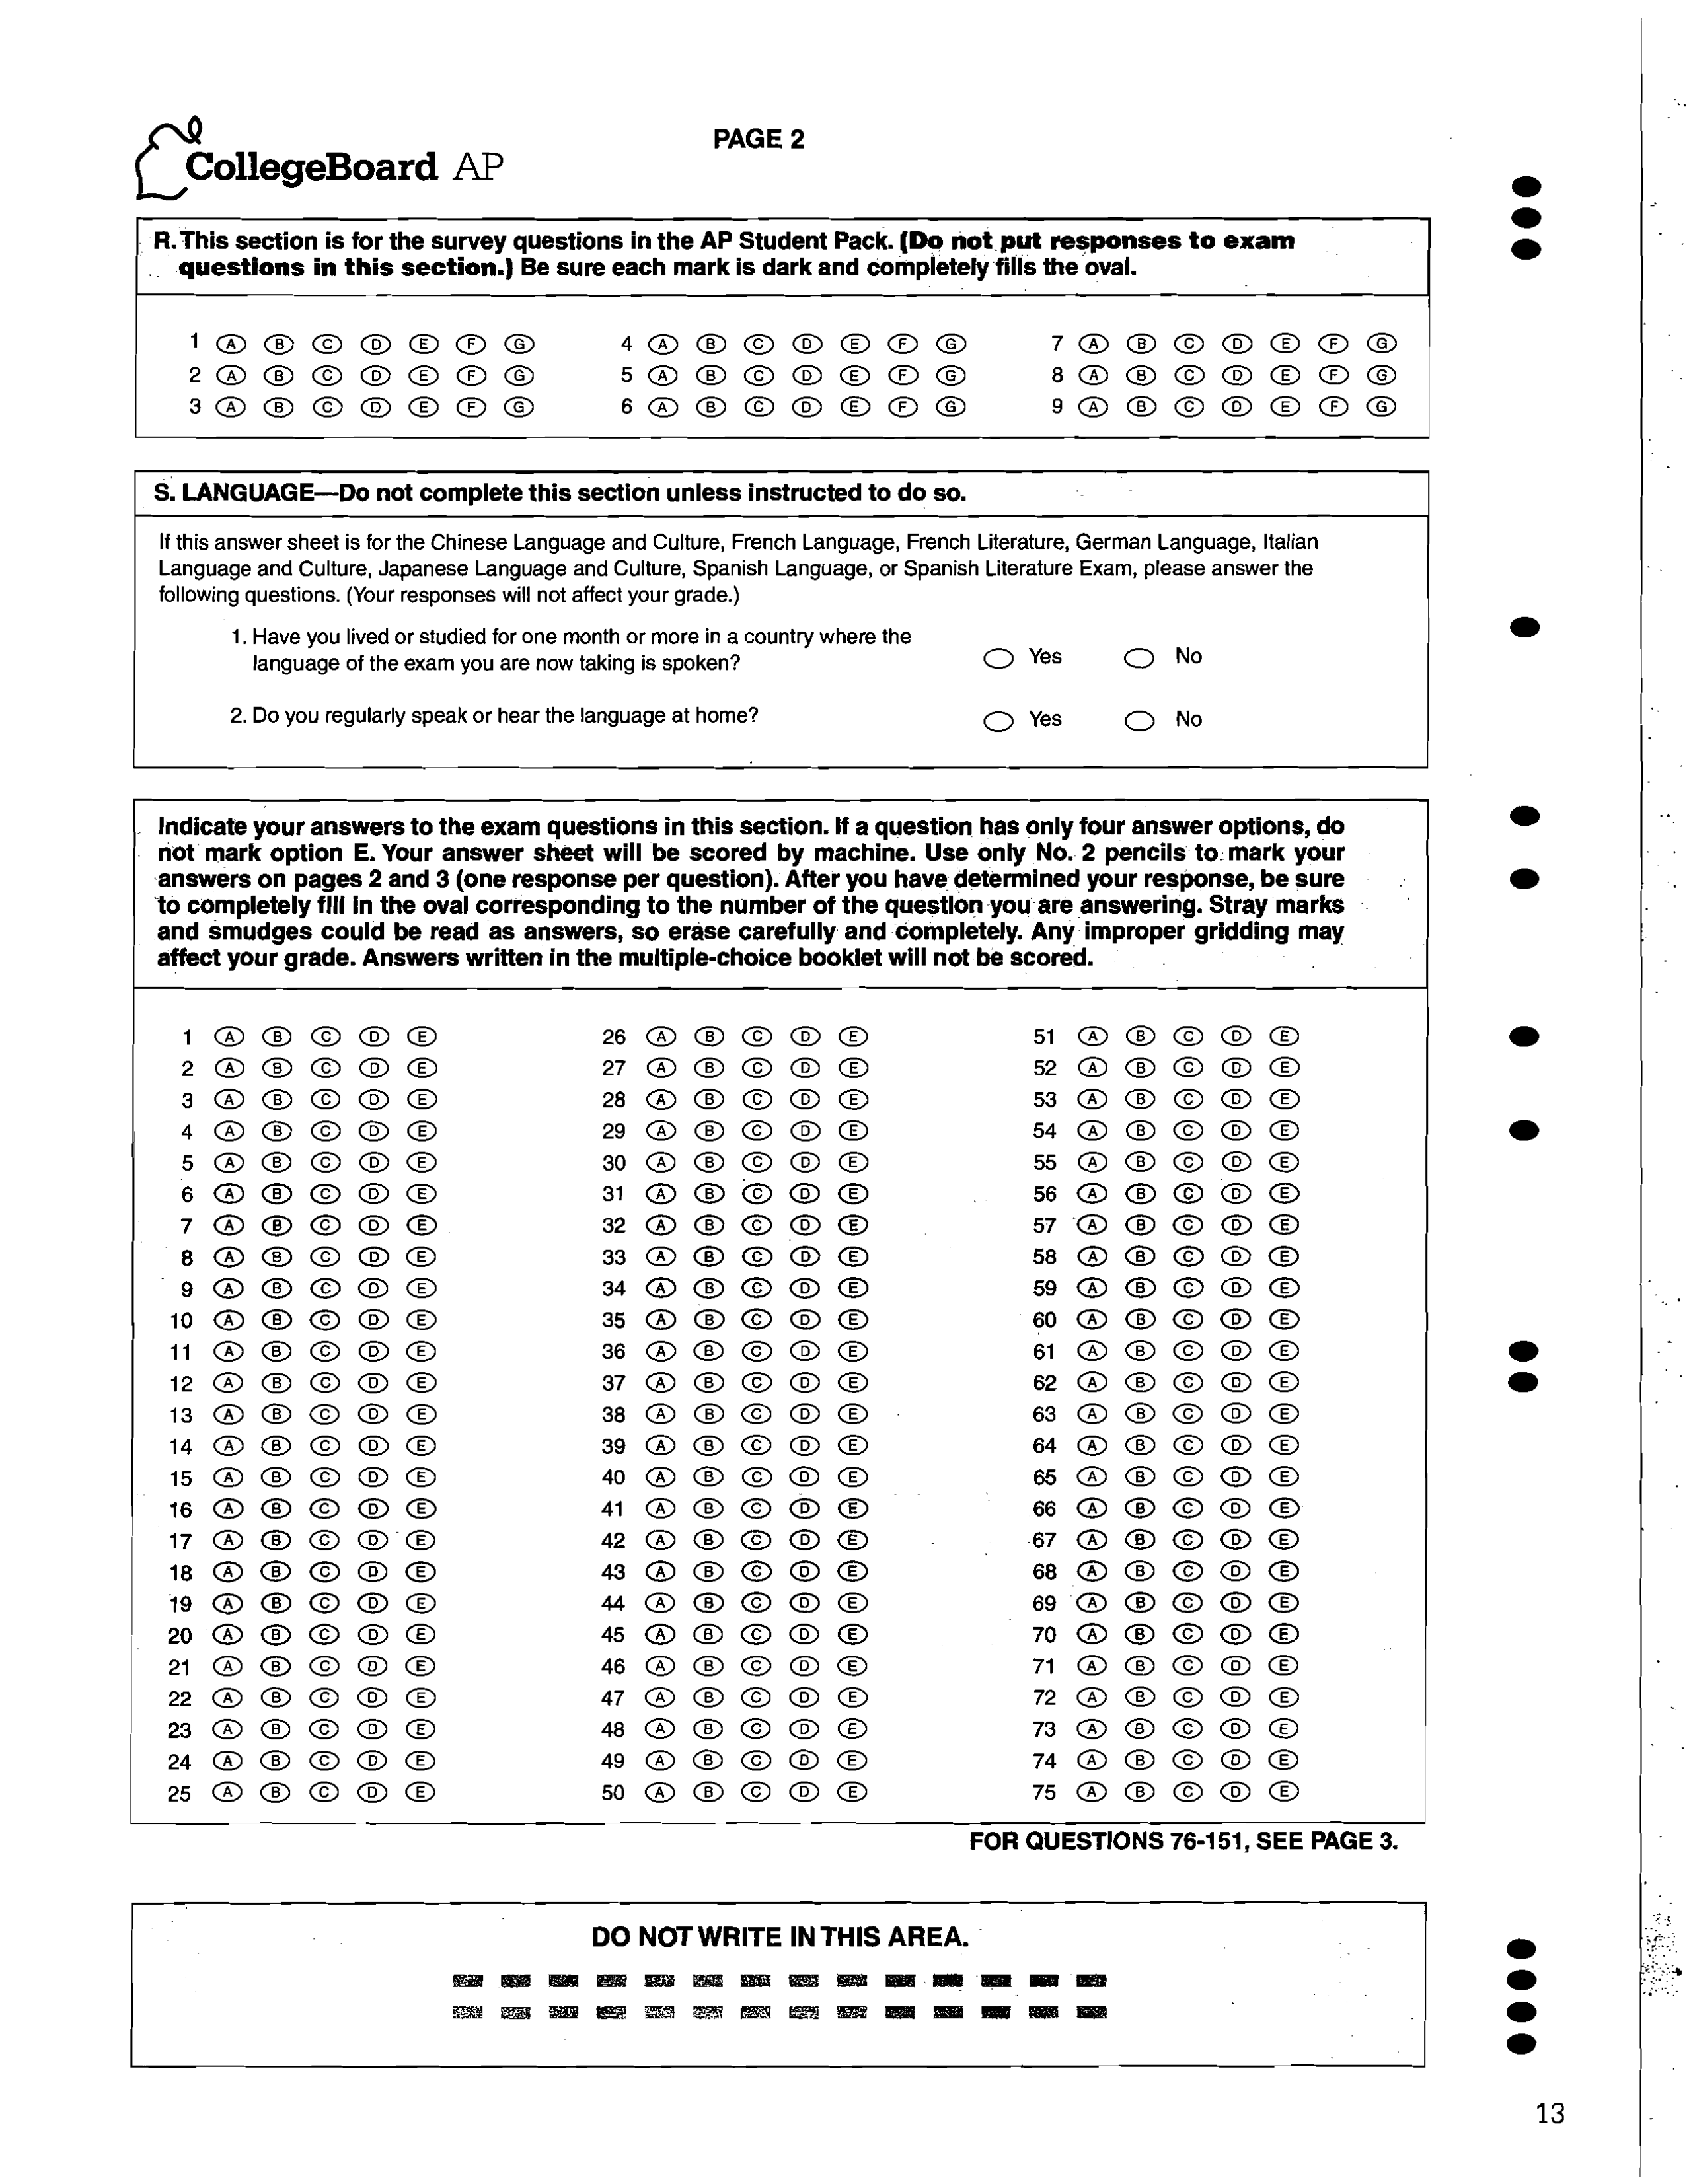 CollegeBoard AP
PAGE 2
R. This section is for the survey questions in the AP Student Pack. (Do not put responses to exam
questions in this section.) Be sure each mark is dark and completely fills the oval.
1 A B C D E F G 4 A B C D E F G 7 A B C D E F G
2 A B C D E F G 5 A B C D E F G 8 A B C D E F G
3 A B C D E F G 6 A B C D E F G 9 A B C D E F G
S. LANGUAGE—Do not complete this section unless instructed to do so.
If this answer sheet is for the Chinese Language and Culture, French Language, French Literature, German Language, Italian
Language and Culture, Japanese Language and Culture, Spanish Language, or Spanish Literature Exam, please answer the
following questions. (Your responses will not affect your grade.)
1. Have you lived or studied for one month or more in a country where the
language of the exam you are now taking is spoken? Yes No
2. Do you regularly speak or hear the language at home? Yes No
Indicate your answers to the exam questions in this section. If a question has only four answer options, do
not mark option E. Your answer sheet will be scored by machine. Use only No. 2 pencils to mark your
answers on pages 2 and 3 (one response per question). After you have determined your response, be sure
to completely fill in the oval corresponding to the number of the question you are answering. Stray marks
and smudges could be read as answers, so erase carefully and completely. Any improper gridding may
affect your grade. Answers written in the multiple-choice booklet will not be scored.
1 A B C D E 26 A B C D E 51 A B C D E
2 A B C D E 27 A B C D E 52 A B C D E
3 A B C D E 28 A B C D E 53 A B C D E
4 A B C D E 29 A B C D E 54 A B C D E
5 A B C D E 30 A B C D E 55 A B C D E
6 A B C D E 31 A B C D E 56 A B C D E
7 A B C D E 32 A B C D E 57 A B C D E
8 A B C D E 33 A B C D E 58 A B C D E
9 A B C D E 34 A B C D E 59 A B C D E
10 A B C D E 35 A B C D E 60 A B C D E
11 A B C D E 36 A B C D E 61 A B C D E
12 A B C D E 37 A B C D E 62 A B C D E
13 A B C D E 38 A B C D E 63 A B C D E
14 A B C D E 39 A B C D E 64 A B C D E
15 A B C D E 40 A B C D E 65 A B C D E
16 A B C D E 41 A B C D E 66 A B C D E
17 A B C D E 42 A B C D E 67 A B C D E
18 A B C D E 43 A B C D E 68 A B C D E
19 A B C D E 44 A B C D E 69 A B C D E
20 A B C D E 45 A B C D E 70 A B C D E
21 A B C D E 46 A B C D E 71 A B C D E
22 A B C D E 47 A B C D E 72 A B C D E
23 A B C D E 48 A B C D E 73 A B C D E
24 A B C D E 49 A B C D E 74 A B C D E
25 A B C D E 50 A B C D E 75 A B C D E
FOR QUESTIONS 76-151, SEE PAGE 3.
DO NOT WRITE IN THIS AREA.
13